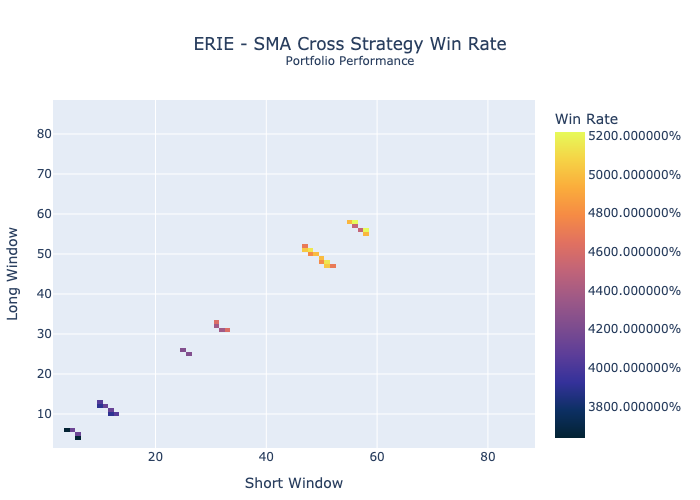 ERIE - SMA Cross Strategy Win Rate
Portfolio Performance
Win Rate
5200.000000%
5000.000000%
4800.000000%
4600.000000%
4400.000000%
4200.000000%
4000.000000%
3800.000000%
Long Window
80
70
60
50
40
30
20
10
20 40 60 80
Short Window